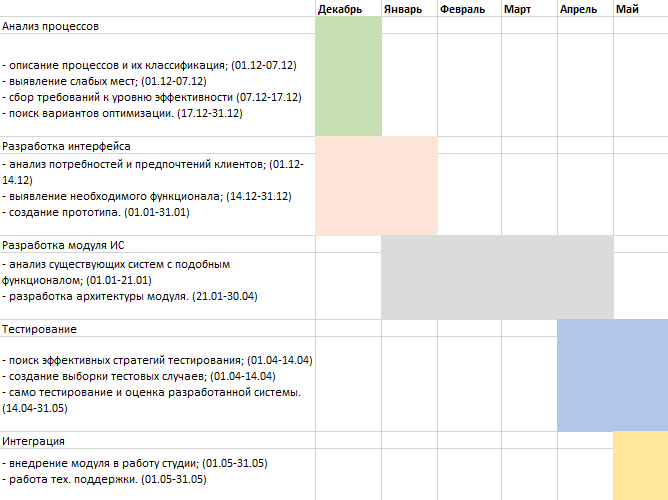 Декабрь Январь Февраль Март Апрель Май
Анализ процессов
- описание процессов и их классификация; (01.12-07.12)
- выявление слабых мест; (01.12-07.12)
- сбор требований к уровню эффективности (07.12-17.12)
- поиск вариантов оптимизации. (17.12-31.12)
Разработка интерфейса
- анализ потребностей и предпочтений клиентов; (01.12-
14.12)
- выявление необходимого функционала; (14.12-31.12)
- создание прототипа. (01.01-31.01)
Разработка модуля ИС
- анализ существующих систем с подобным
функционалом; (01.01-21.01)
- разработка архитектуры модуля. (21.01-30.04)
Тестирование
- поиск эффективных стратегий тестирования; (01.04-14.04)
- создание выборки тестовых случаев; (01.04-14.04)
- само тестирование и оценка разработанной системы.
(14.04-31.05)
Интеграция
- внедрение модуля в работу студии; (01.05-31.05)
- работа тех. поддержки. (01.05-31.05)